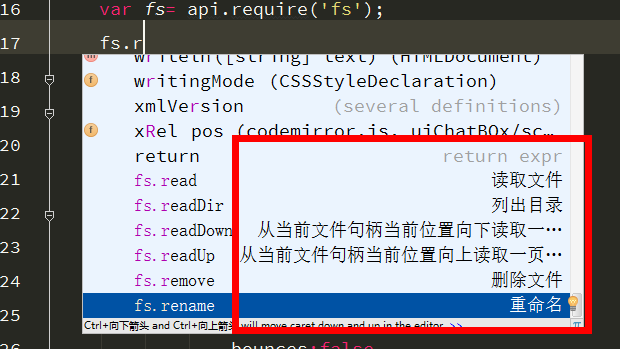 16 var fs= api.require('fs');
17 fs.r
writeln([string] text) (HTMLDocument)
18 writingMode (CSSStyleDeclaration)
19 xmlVersion (several definitions)
xRel pos (codemirror.js, uiChatBOx/sc…
20 return return expr
21 fs.read 读取文件
22 fs.readDir 列出目录
fs.readDown 从当前文件句柄当前位置向下读取一…
23 fs.readUp 从当前文件句柄当前位置向上读取一页…
24 fs.remove 删除文件
25 fs.rename 重命名
Ctrl+向下箭头 and Ctrl+向上箭头 will move caret down and up in the editor >>
26 bounces:false